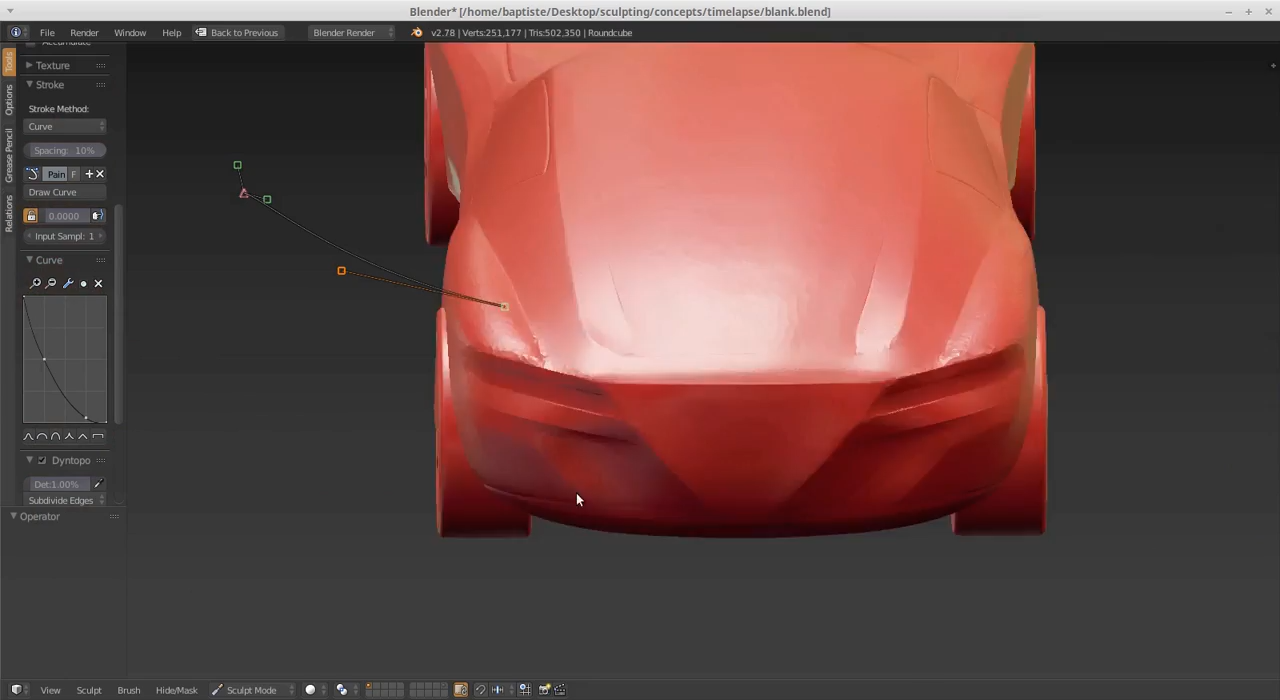 Blender* [/home/baptiste/Desktop/sculpting/concepts/timelapse/blank.blend]
File Render Window Help Back to Previous Blender Render v2.78 | Verts:251,177 | Tris:502,350 | Roundcube
Tools
Options
Grease Pencil
Relations
Accumulate
Texture
Stroke
Stroke Method:
Curve
Spacing: 10%
Pain F
Draw Curve
0.0000
Input Sampl: 1
Curve
Dyntopo
Det:1.00%
Subdivide Edges
Operator
View Sculpt Brush Hide/Mask Sculpt Mode